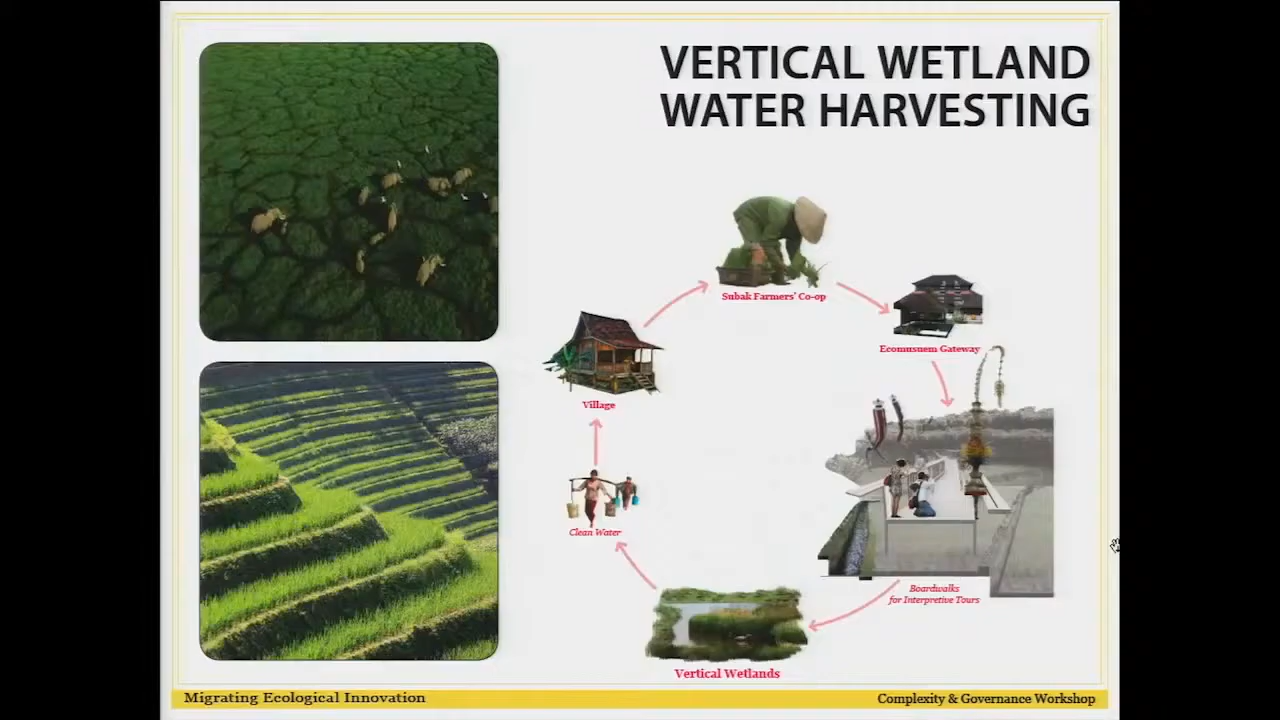 VERTICAL WETLAND
WATER HARVESTING
Subak Farmers' Co-op
Ecomusuem Gateway
Village
Clean Water
Boardwalks
for Interpretive Tours
Vertical Wetlands
Migrating Ecological Innovation
Complexity & Governance Workshop